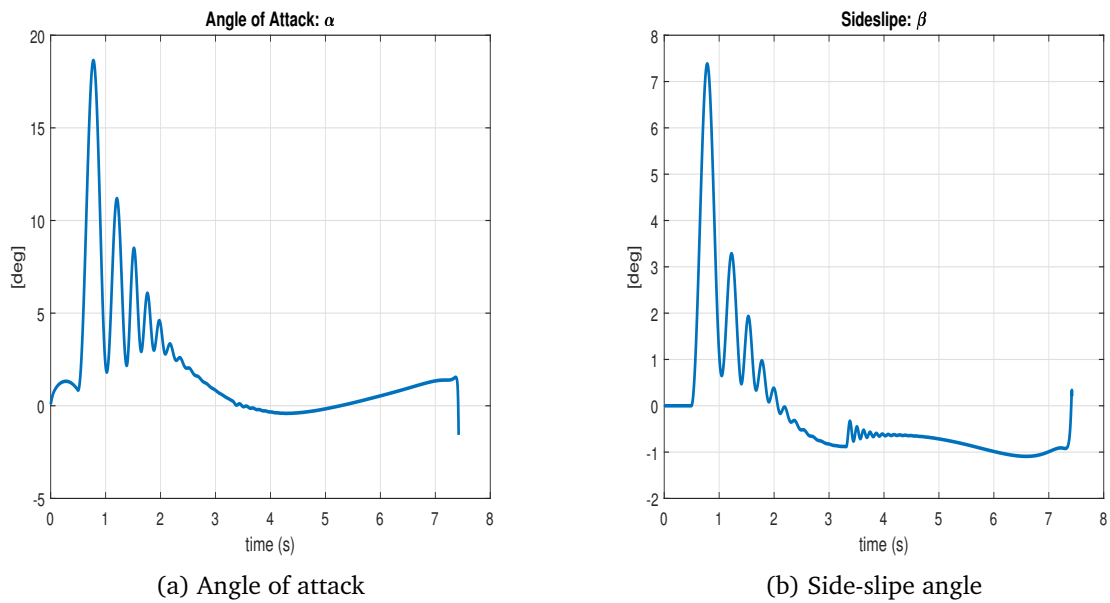 Angle of Attack: α
20
15
10
5
0
-5
[deg]
0 1 2 3 4 5 6 7 8
time (s)
(a) Angle of attack
Sideslipe: β
8
7
6
5
4
3
2
1
0
-1
-2
[deg]
0 1 2 3 4 5 6 7 8
time (s)
(b) Side-slipe angle